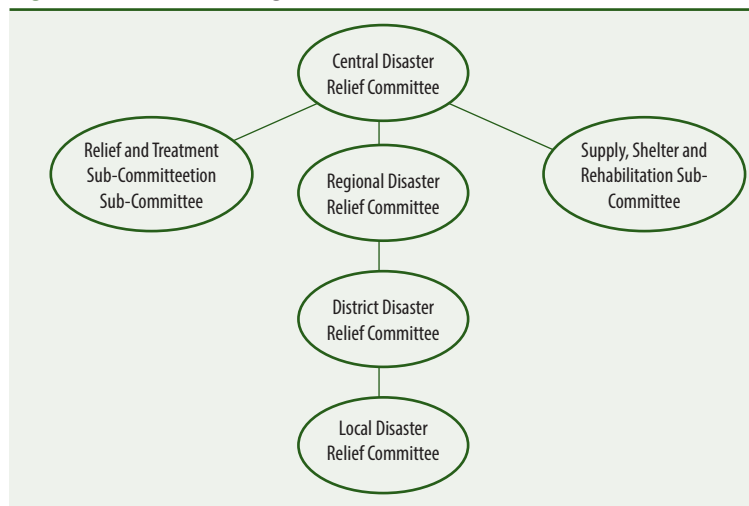 Central Disaster
Relief Committee
Relief and Treatment
Sub-Committeetion
Sub-Committee
Regional Disaster
Relief Committee
Supply, Shelter and
Rehabilitation Sub-
Committee
District Disaster
Relief Committee
Local Disaster
Relief Committee